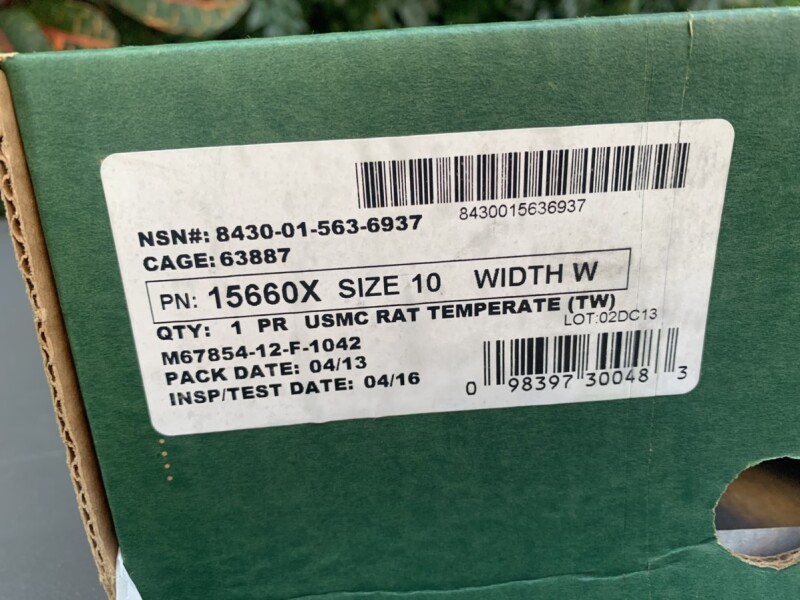 8430015636937
NSN#: 8430-01-563-6937
CAGE: 63887
PN: 15660X SIZE 10 WIDTH W
QTY: 1 PR USMC RAT TEMPERATE (TW)
LOT:02DC13
M67854-12-F-1042
PACK DATE: 04/13
INSP/TEST DATE: 04/16
0 98397 30048 3